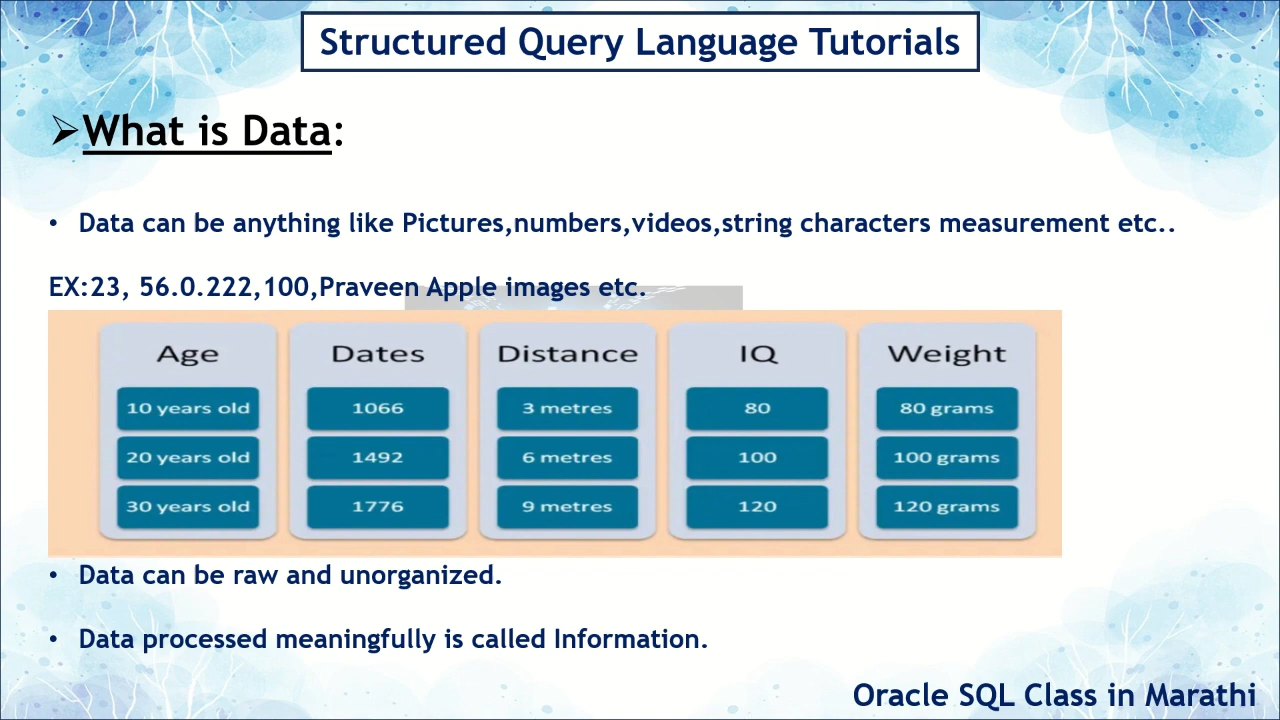 Structured Query Language Tutorials
➢What is Data:
• Data can be anything like Pictures,numbers,videos,string characters measurement etc..
EX:23, 56.0.222,100,Praveen Apple images etc.
Age Dates Distance IQ Weight
10 years old 1066 3 metres 80 80 grams
20 years old 1492 6 metres 100 100 grams
30 years old 1776 9 metres 120 120 grams
• Data can be raw and unorganized.
• Data processed meaningfully is called Information.
Oracle SQL Class in Marathi